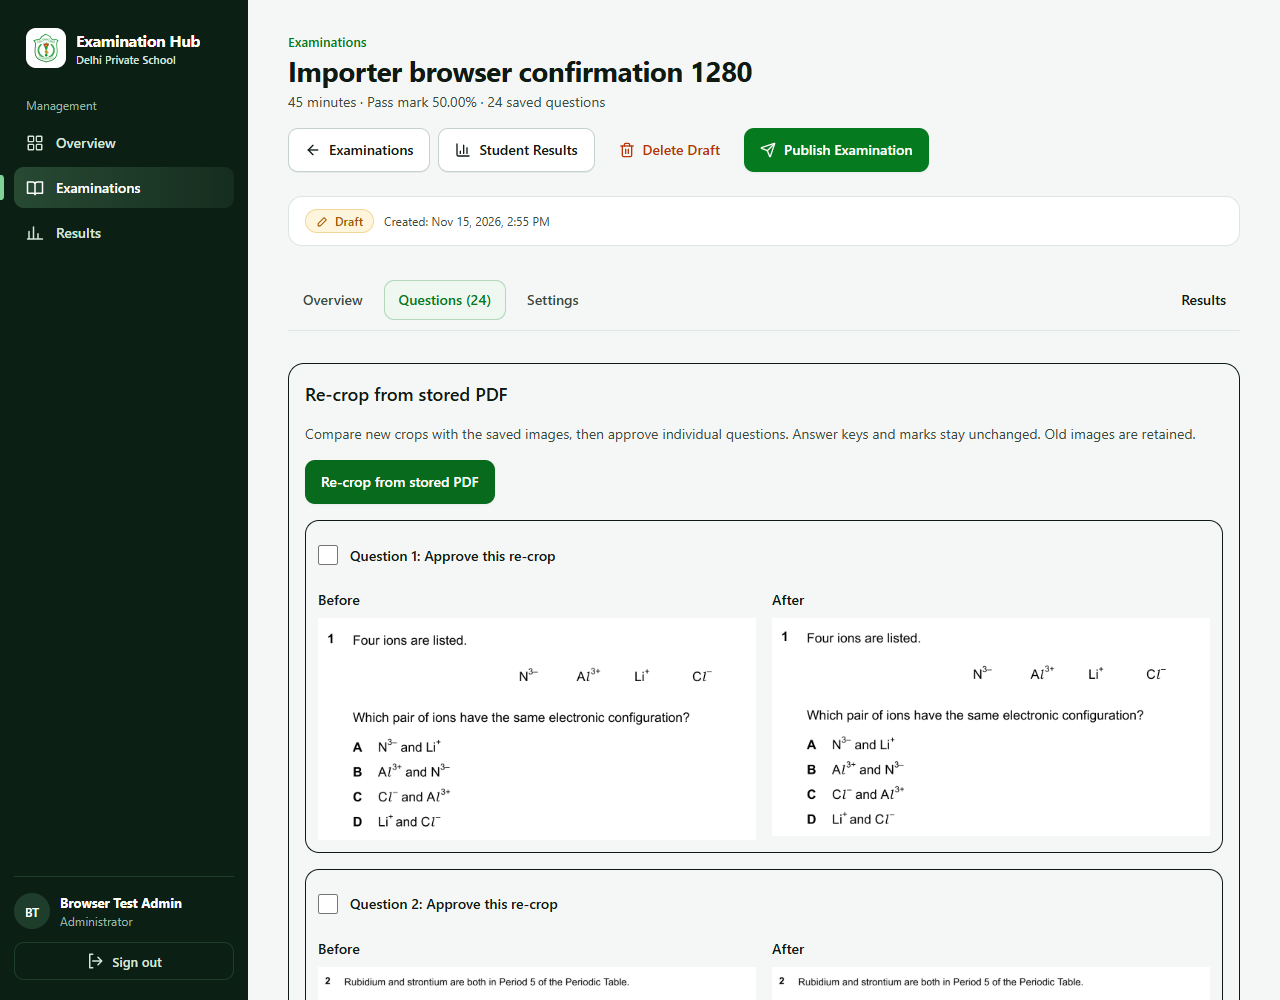 Examination Hub
Delhi Private School
Management
Overview
Examinations
Results
BT
Browser Test Admin
Administrator
Sign out
Examinations
Importer browser confirmation 1280
45 minutes · Pass mark 50.00% · 24 saved questions
Examinations
Student Results
Delete Draft
Publish Examination
Draft
Created: Nov 15, 2026, 2:55 PM
Overview
Questions (24)
Settings
Results
Re-crop from stored PDF
Compare new crops with the saved images, then approve individual questions. Answer keys and marks stay unchanged. Old images are retained.
Re-crop from stored PDF
Question 1: Approve this re-crop
Before
1 Four ions are listed.
N³⁻ Al³⁺ Li⁺ Cl⁻
Which pair of ions have the same electronic configuration?
A N³⁻ and Li⁺
B Al³⁺ and N³⁻
C Cl⁻ and Al³⁺
D Li⁺ and Cl⁻
After
1 Four ions are listed.
N³⁻ Al³⁺ Li⁺ Cl⁻
Which pair of ions have the same electronic configuration?
A N³⁻ and Li⁺
B Al³⁺ and N³⁻
C Cl⁻ and Al³⁺
D Li⁺ and Cl⁻
Question 2: Approve this re-crop
Before
2 Rubidium and strontium are both in Period 5 of the Periodic Table.
After
2 Rubidium and strontium are both in Period 5 of the Periodic Table.